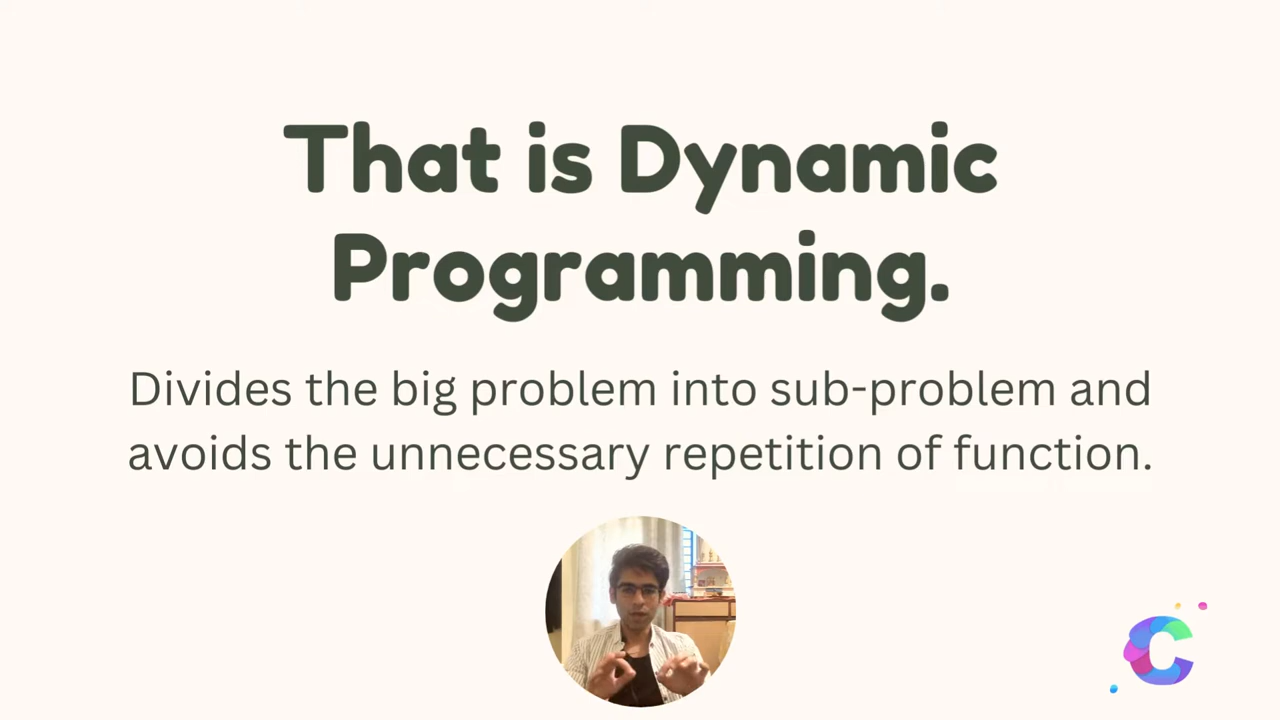 That is Dynamic
Programming.
Divides the big problem into sub-problem and
avoids the unnecessary repetition of function.
C